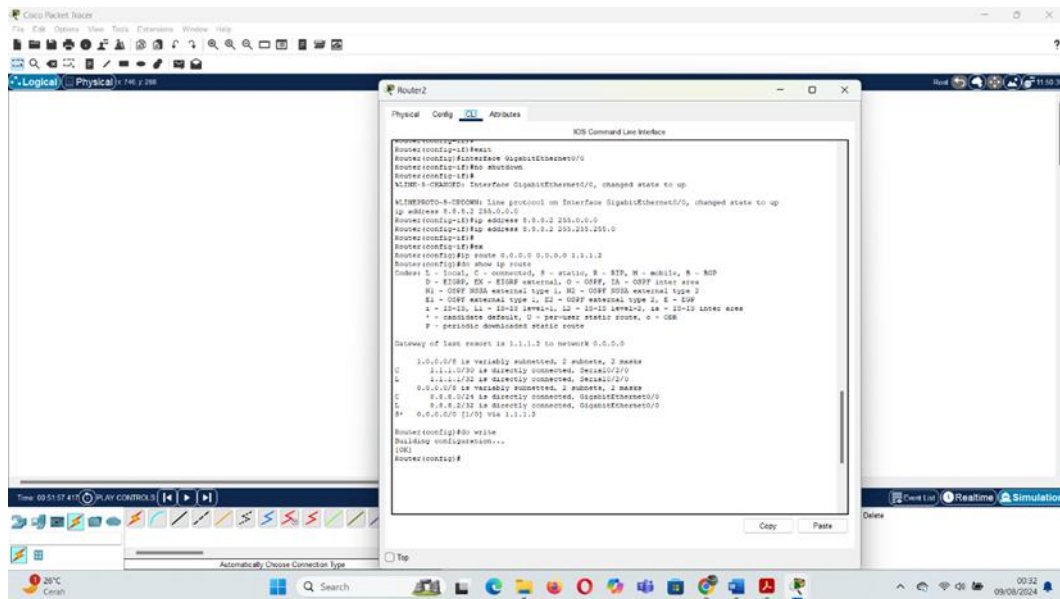 Cisco Packet Tracer
File Edit Options View Tools Extensions Window Help
Logical Physical x: 746, y: 288
Root
Router2
Physical Config CLI Attributes
IOS Command Line Interface
Router(config-if)#exit
Router(config)#interface GigabitEthernet0/0
Router(config-if)#no shutdown
Router(config-if)#
%LINK-5-CHANGED: Interface GigabitEthernet0/0, changed state to up
%LINEPROTO-5-UPDOWN: Line protocol on Interface GigabitEthernet0/0, changed state to up
ip address 8.8.8.2 255.0.0.0
Router(config-if)#ip address 8.8.8.2 255.0.0.0
Router(config-if)#ip address 8.8.8.2 255.255.255.0
Router(config-if)#
Router(config-if)#ex
Router(config)#ip route 0.0.0.0 0.0.0.0 1.1.1.2
Router(config)#do show ip route
Codes: L - local, C - connected, S - static, R - RIP, M - mobile, B - BGP
D - EIGRP, EX - EIGRP external, O - OSPF, IA - OSPF inter area
N1 - OSPF NSSA external type 1, N2 - OSPF NSSA external type 2
E1 - OSPF external type 1, E2 - OSPF external type 2, E - EGP
i - IS-IS, L1 - IS-IS level-1, L2 - IS-IS level-2, ia - IS-IS inter area
* - candidate default, U - per-user static route, o - ODR
P - periodic downloaded static route
Gateway of last resort is 1.1.1.2 to network 0.0.0.0
1.0.0.0/8 is variably subnetted, 2 subnets, 2 masks
C 1.1.1.0/30 is directly connected, Serial0/2/0
L 1.1.1.1/32 is directly connected, Serial0/2/0
8.0.0.0/8 is variably subnetted, 2 subnets, 2 masks
C 8.8.8.0/24 is directly connected, GigabitEthernet0/0
L 8.8.8.2/32 is directly connected, GigabitEthernet0/0
S* 0.0.0.0/0 [1/0] via 1.1.1.2
Router(config)#do write
Building configuration...
[OK]
Router(config)#
Copy Paste
Top
Time: 09:51:57.417 PLAY CONTROLS
Event List Realtime Simulation
Delete
Automatically Choose Connection Type
26°C
Cerah
Search
00:32
09/08/2024